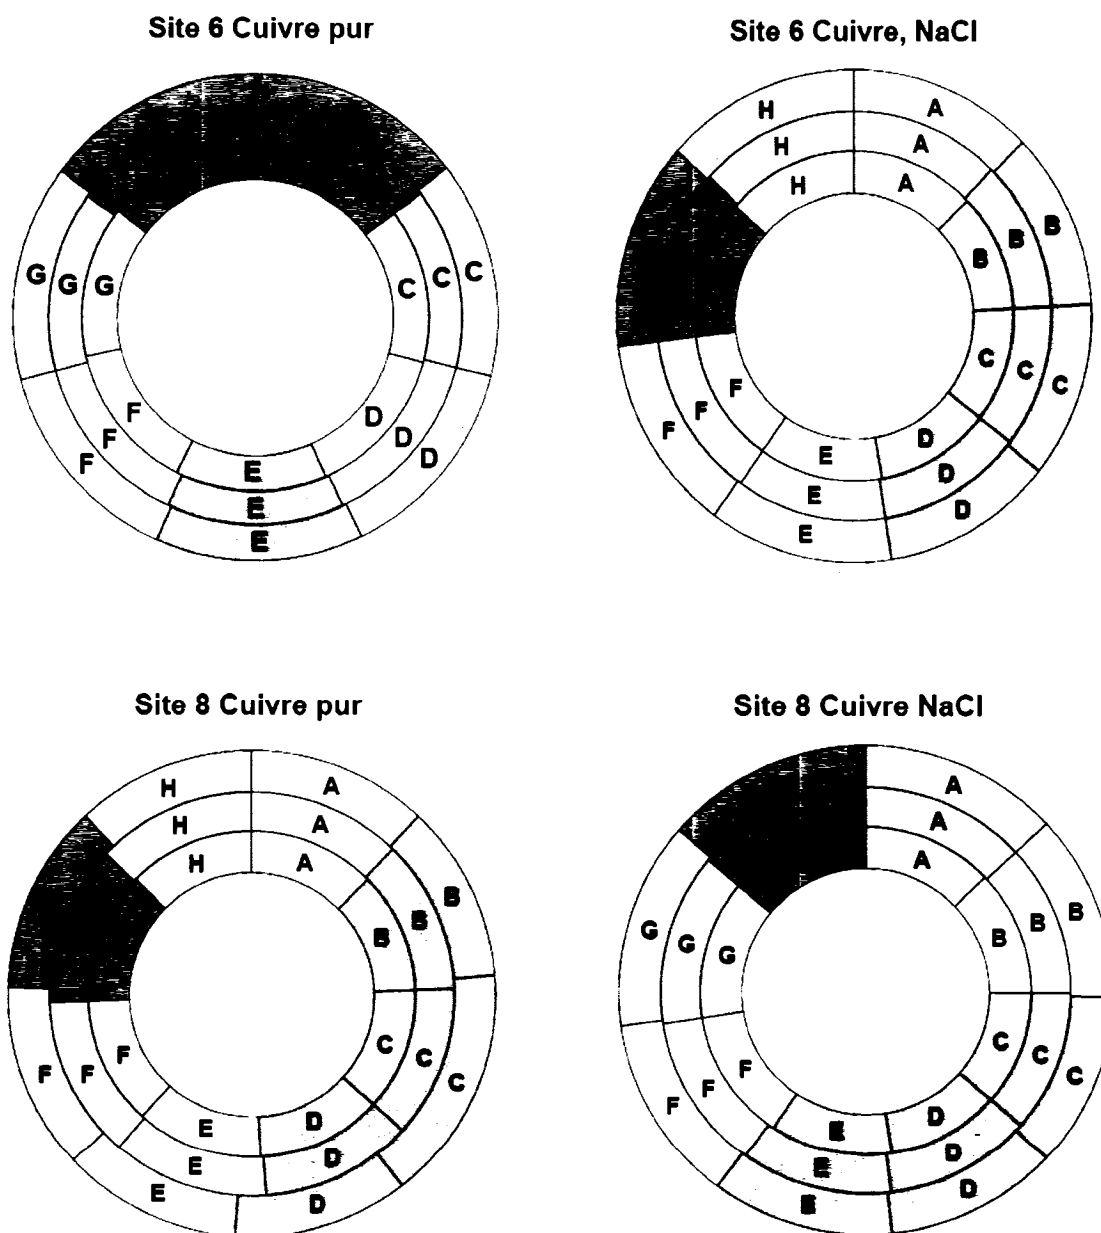 Site 6 Cuivre pur
G G G C C C
F F F D D D
E
E
E
Site 6 Cuivre, NaCl
H A
H A
H A
B B B
C C C
F F F D
E D
E D
E
Site 8 Cuivre pur
H A
H A
H A
B B B
C C C
F F F
E D
E D
E D
Site 8 Cuivre NaCl
A
A
A
G G G B B B
C C C
F F F
E D
E D
E D